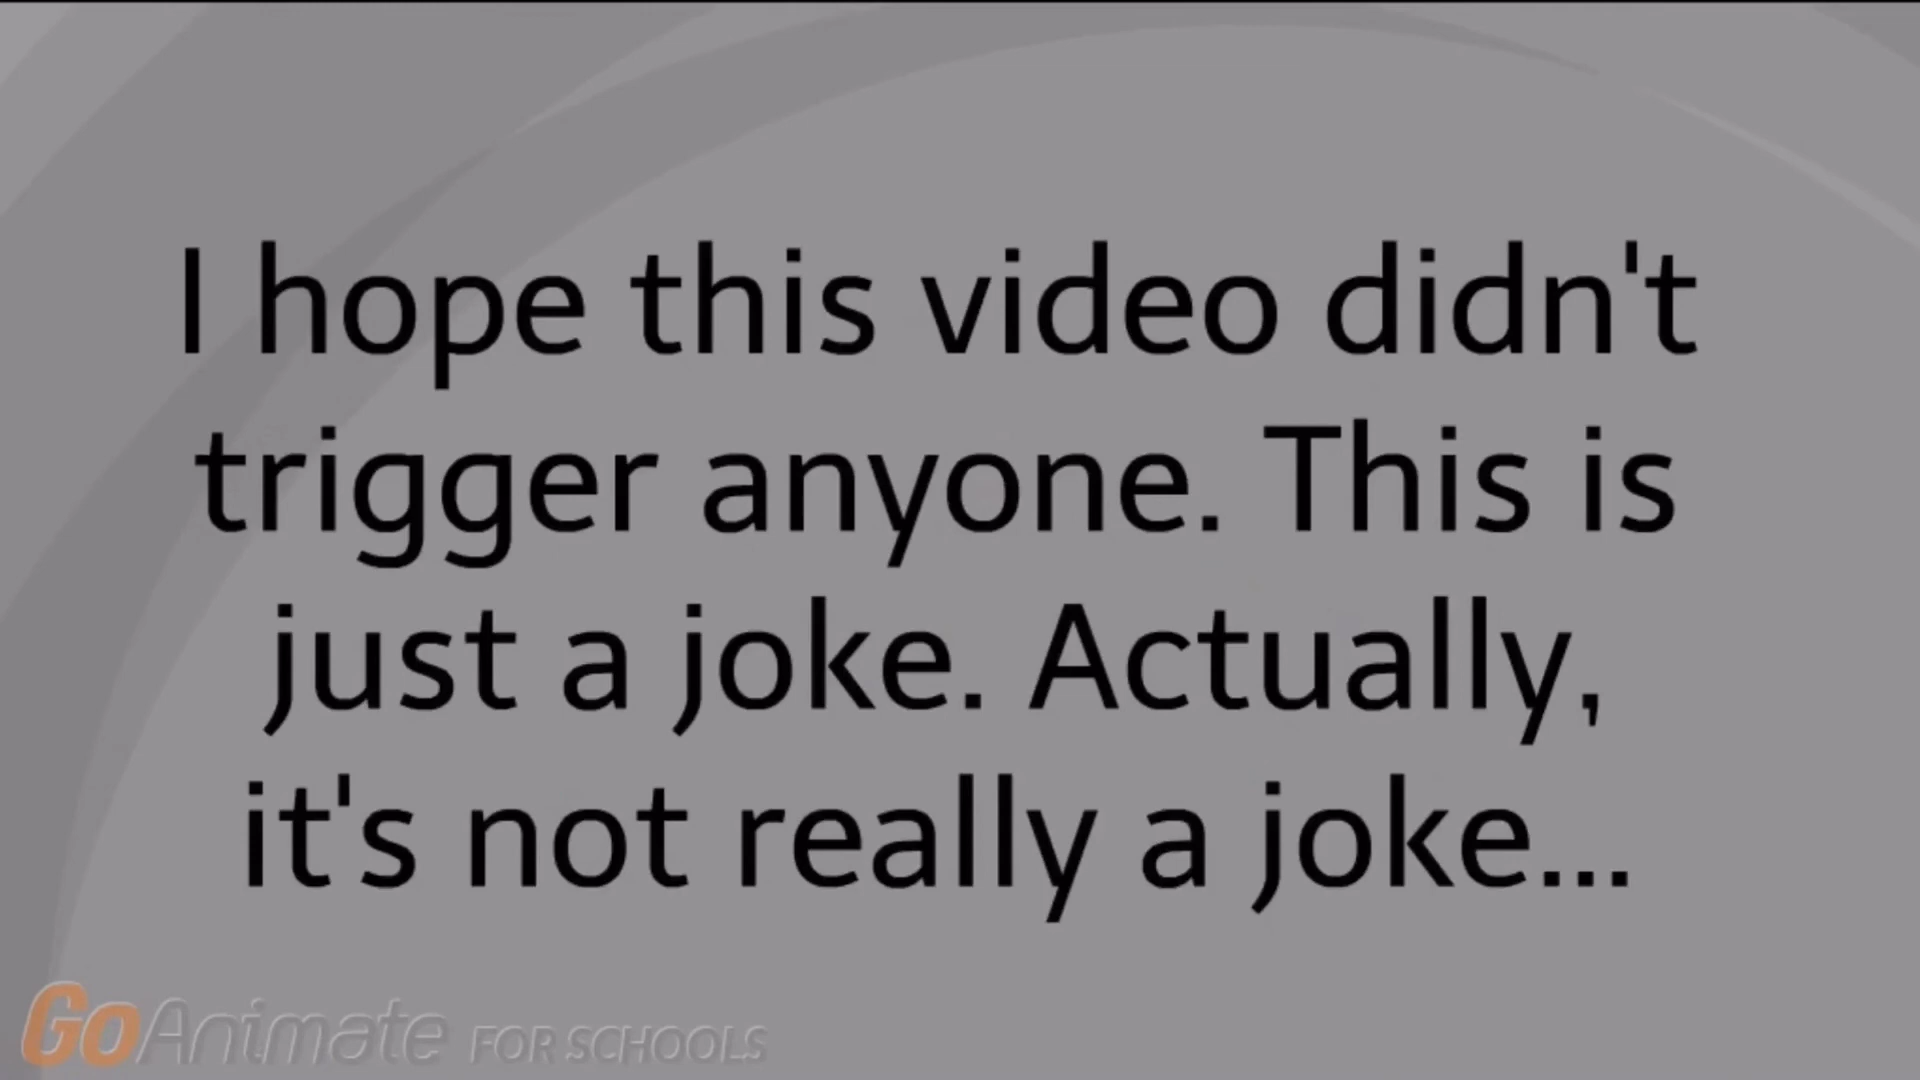 I hope this video didn't
trigger anyone. This is
just a joke. Actually,
it's not really a joke...
GoAnimate FOR SCHOOLS